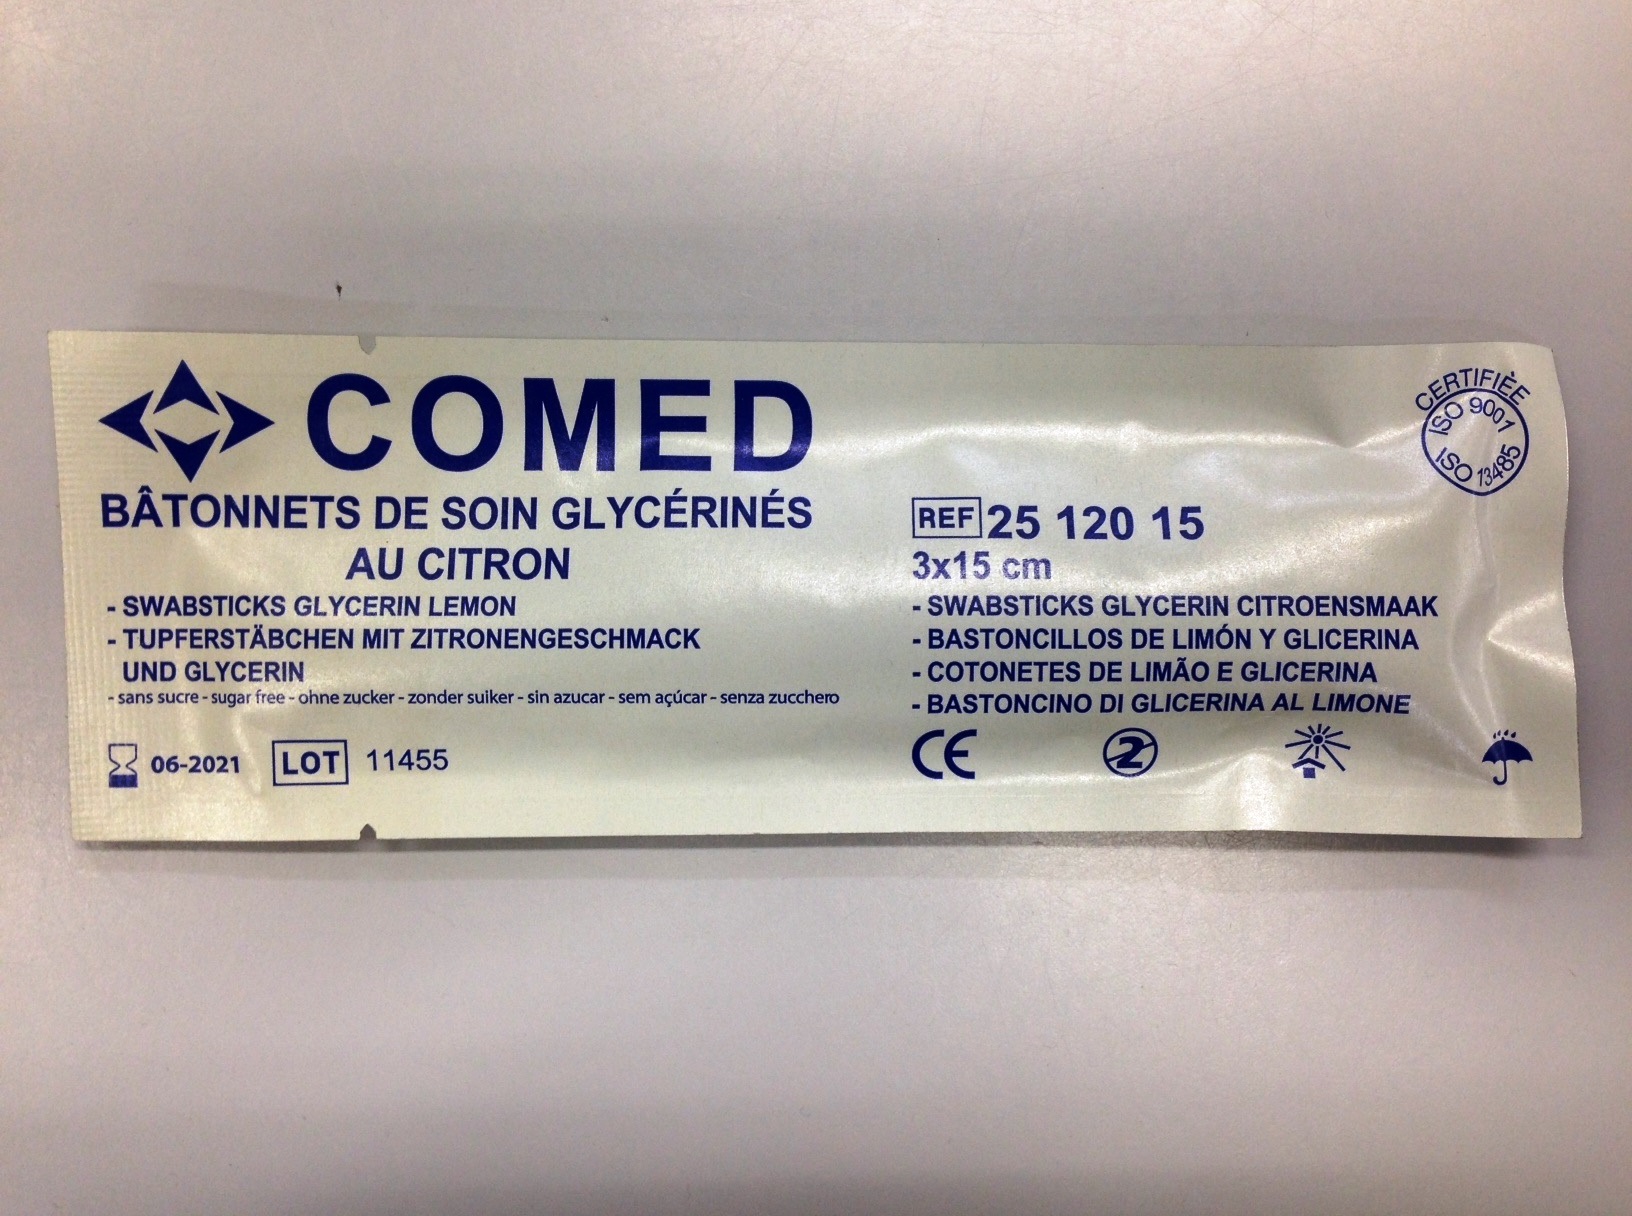 COMED
BÂTONNETS DE SOIN GLYCÉRINÉS
AU CITRON
- SWABSTICKS GLYCERIN LEMON
- TUPFERSTÄBCHEN MIT ZITRONENGESCHMACK
UND GLYCERIN
- sans sucre - sugar free - ohne zucker - zonder suiker - sin azucar - sem açúcar - senza zucchero
06-2021 LOT 11455
CERTIFIÈE
ISO 9001
ISO 13485
REF 25 120 15
3x15 cm
- SWABSTICKS GLYCERIN CITROENSMAAK
- BASTONCILLOS DE LIMÓN Y GLICERINA
- COTONETES DE LIMÃO E GLICERINA
- BASTONCINO DI GLICERINA AL LIMONE
CE 2